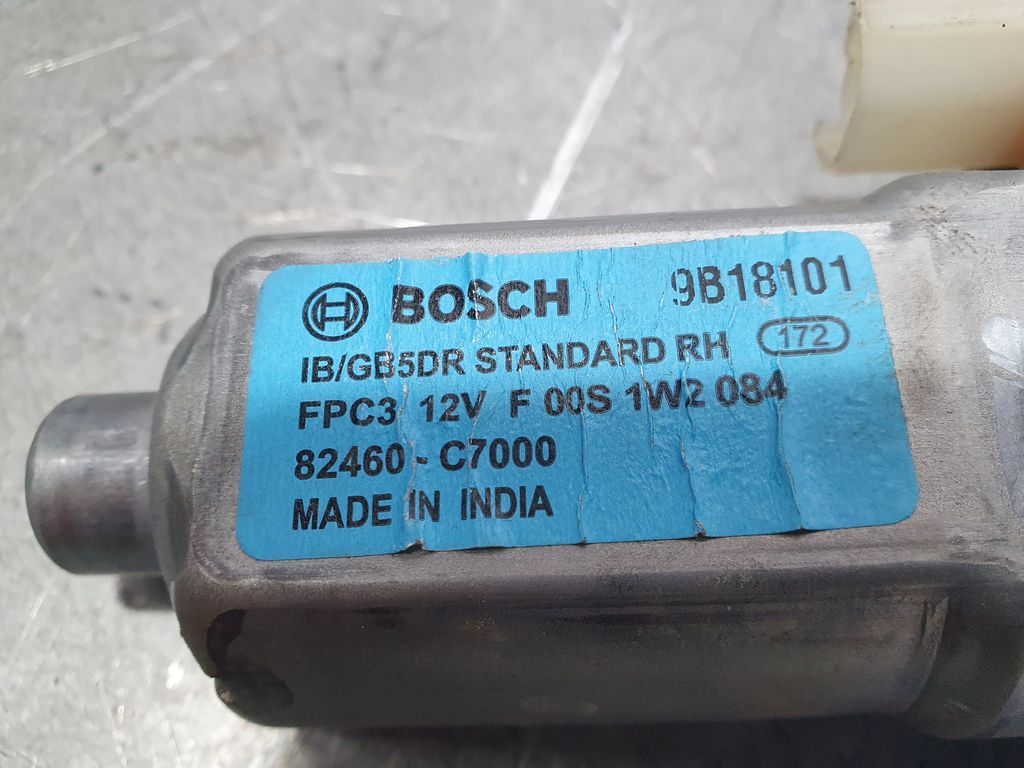 BOSCH 9B18101
IB/GB5DR STANDARD RH 172
FPC3 12V F 00S 1W2 084
82460 - C7000
MADE IN INDIA